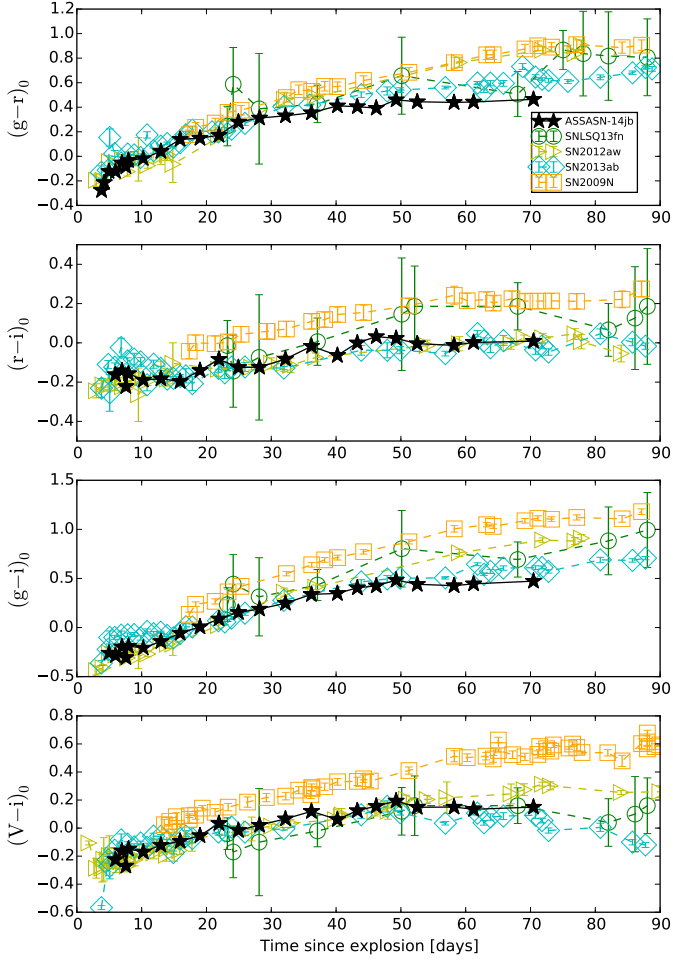 1.2
1.0
0.8
0.6
0.4
0.2
0.0
−0.2
−0.4
(g−r)₀
ASSASN-14jb
SNLSQ13fn
SN2012aw
SN2013ab
SN2009N
0 10 20 30 40 50 60 70 80 90
0.4
0.2
0.0
−0.2
−0.4
(r−i)₀
0 10 20 30 40 50 60 70 80 90
1.5
1.0
0.5
0.0
−0.5
(g−i)₀
0 10 20 30 40 50 60 70 80 90
0.8
0.6
0.4
0.2
0.0
−0.2
−0.4
−0.6
(V−i)₀
0 10 20 30 40 50 60 70 80 90
Time since explosion [days]